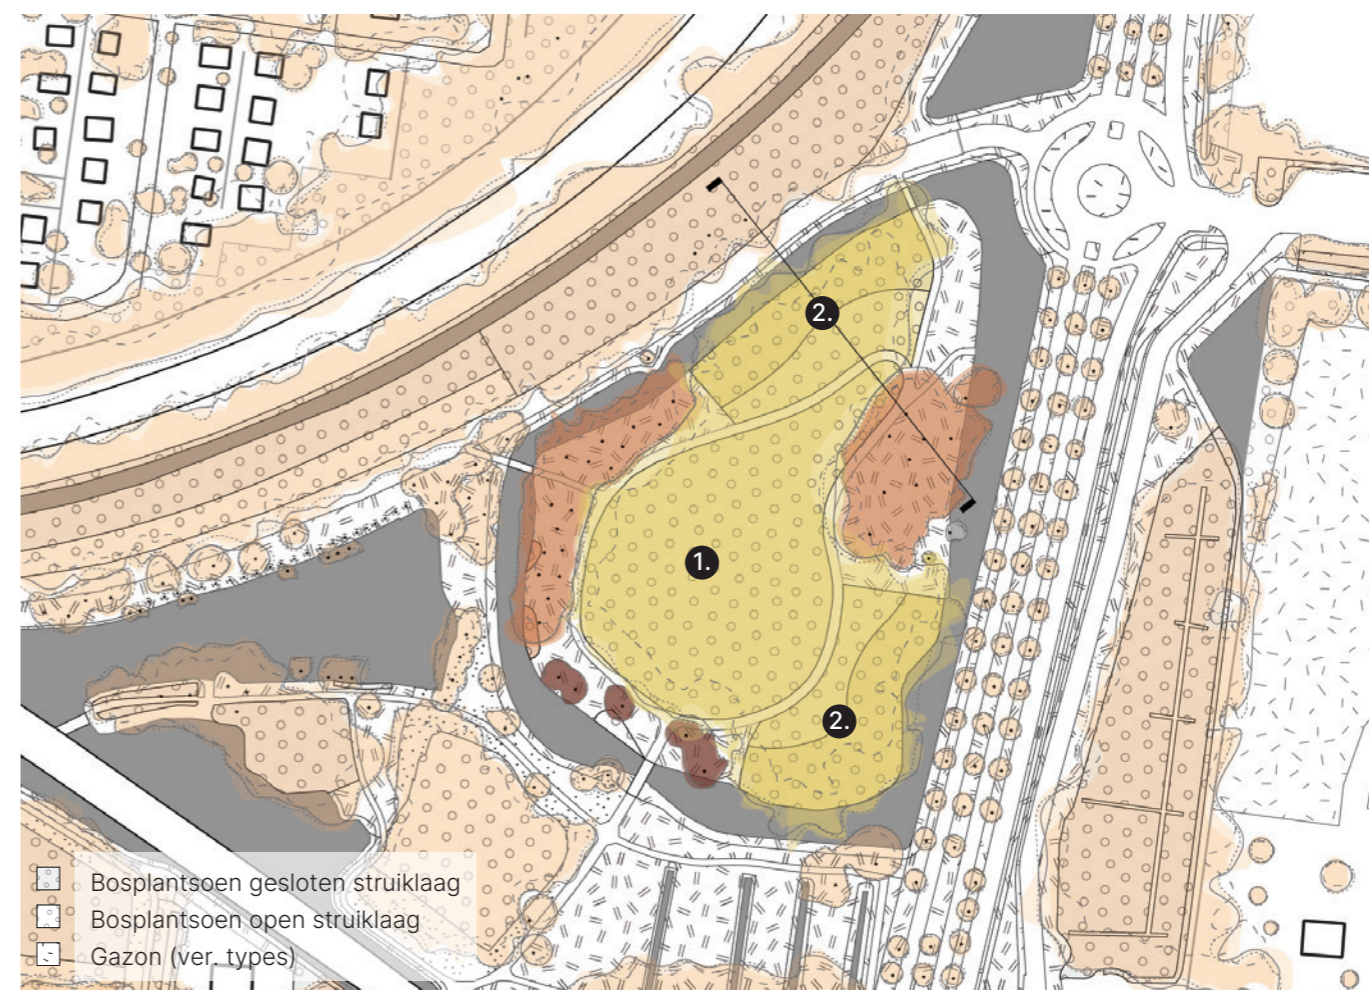 2.
1.
2.
Bosplantsoen gesloten struiklaag
Bosplantsoen open struiklaag
Gazon (ver. types)